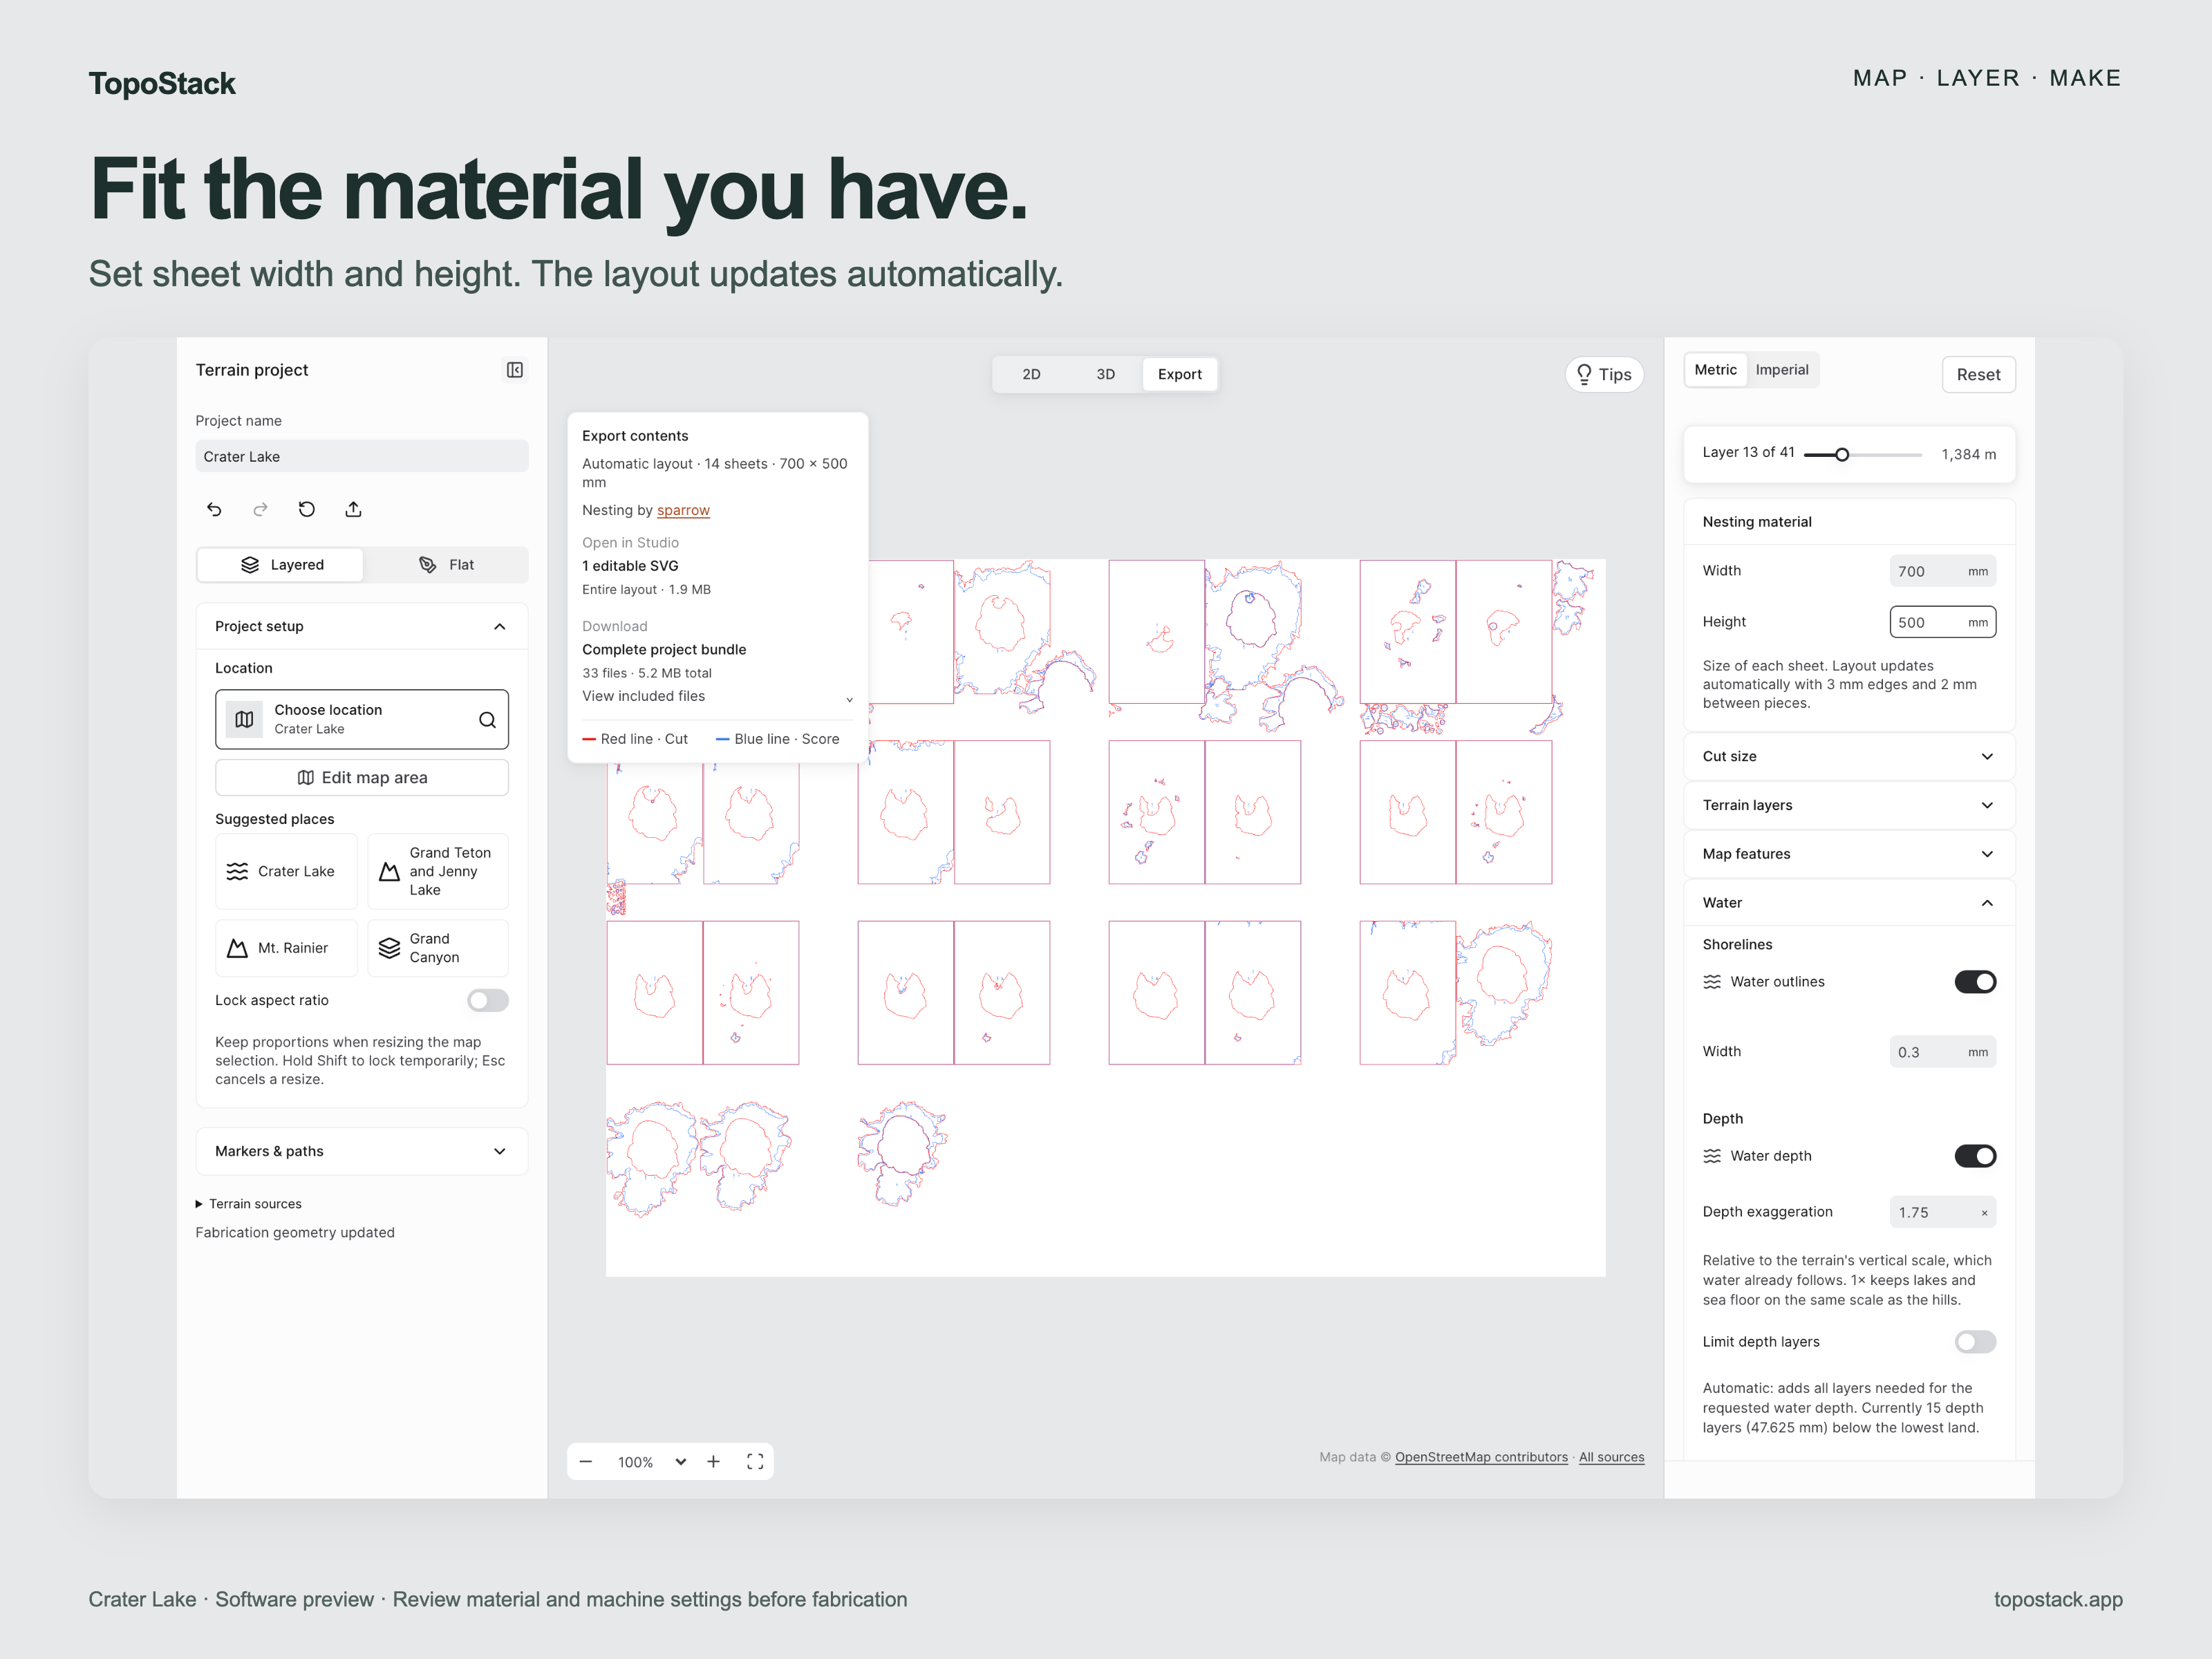 TopoStack
MAP · LAYER · MAKE
Fit the material you have.
Set sheet width and height. The layout updates automatically.
Terrain project
Project name
Crater Lake
Layered
Flat
Project setup
Location
Choose location
Crater Lake
Edit map area
Suggested places
Crater Lake
Grand Teton
and Jenny
Lake
Mt. Rainier
Grand
Canyon
Lock aspect ratio
Keep proportions when resizing the map
selection. Hold Shift to lock temporarily; Esc
cancels a resize.
Markers & paths
Terrain sources
Fabrication geometry updated
2D
3D
Export
Tips
Export contents
Automatic layout · 14 sheets · 700 × 500
mm
Nesting by sparrow
Open in Studio
1 editable SVG
Entire layout · 1.9 MB
Download
Complete project bundle
33 files · 5.2 MB total
View included files
Red line · Cut
Blue line · Score
100%
Map data © OpenStreetMap contributors · All sources
Metric
Imperial
Reset
Layer 13 of 41
1,384 m
Nesting material
Width
700 mm
Height
500 mm
Size of each sheet. Layout updates
automatically with 3 mm edges and 2 mm
between pieces.
Cut size
Terrain layers
Map features
Water
Shorelines
Water outlines
Width
0.3 mm
Depth
Water depth
Depth exaggeration
1.75 ×
Relative to the terrain's vertical scale, which
water already follows. 1× keeps lakes and
sea floor on the same scale as the hills.
Limit depth layers
Automatic: adds all layers needed for the
requested water depth. Currently 15 depth
layers (47.625 mm) below the lowest land.
Crater Lake · Software preview · Review material and machine settings before fabrication
topostack.app